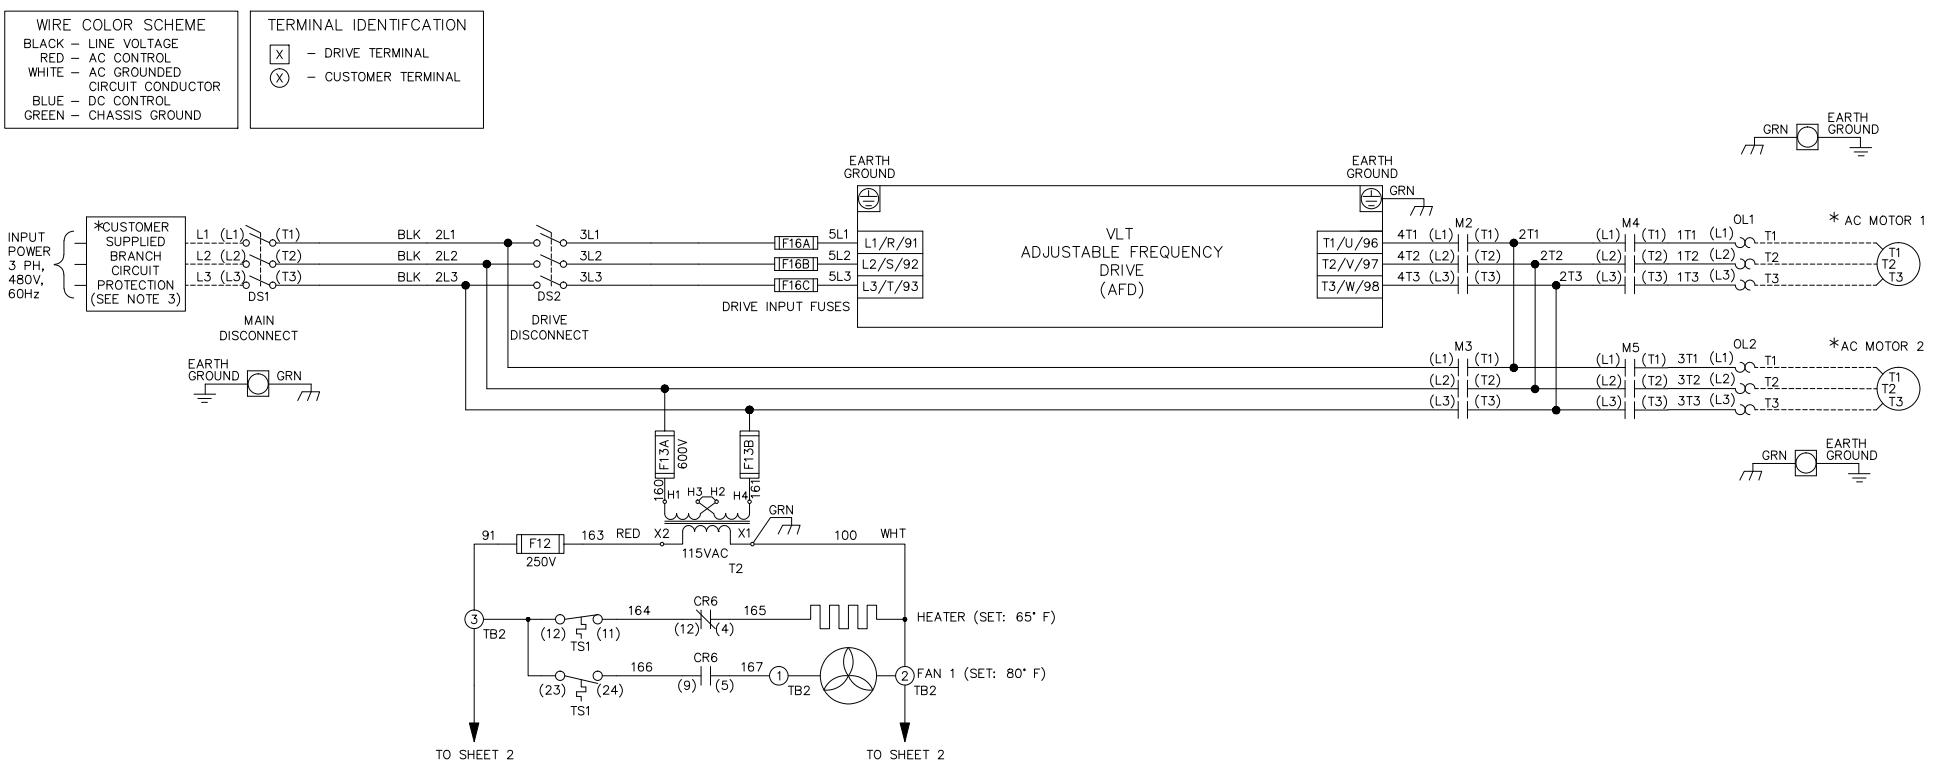 WIRE COLOR SCHEME
BLACK – LINE VOLTAGE
RED – AC CONTROL
WHITE – AC GROUNDED
CIRCUIT CONDUCTOR
BLUE – DC CONTROL
GREEN – CHASSIS GROUND
TERMINAL IDENTIFCATION
X – DRIVE TERMINAL
X – CUSTOMER TERMINAL
INPUT
POWER
3 PH,
480V,
60Hz
*CUSTOMER
SUPPLIED
BRANCH
CIRCUIT
PROTECTION
(SEE NOTE 3)
L1 (L1) (T1)
L2 (L2) (T2)
L3 (L3) (T3)
DS1
MAIN
DISCONNECT
BLK 2L1
BLK 2L2
BLK 2L3
DS2
DRIVE
DISCONNECT
3L1
3L2
3L3
F16A 5L1
F16B 5L2
F16C 5L3
DRIVE INPUT FUSES
EARTH
GROUND
L1/R/91
L2/S/92
L3/T/93
VLT
ADJUSTABLE FREQUENCY
DRIVE
(AFD)
EARTH
GROUND
GRN
T1/U/96
T2/V/97
T3/W/98
M2
4T1 (L1) (T1) 2T1
4T2 (L2) (T2) 2T2
4T3 (L3) (T3) 2T3
M4
(L1) (T1) 1T1 (L1) T1
(L2) (T2) 1T2 (L2) T2
(L3) (T3) 1T3 (L3) T3
OL1
* AC MOTOR 1
T1
T2
T3
GRN
EARTH
GROUND
M3
(L1) (T1)
(L2) (T2)
(L3) (T3)
M5
(L1) (T1) 3T1 (L1) T1
(L2) (T2) 3T2 (L2) T2
(L3) (T3) 3T3 (L3) T3
OL2
*AC MOTOR 2
T1
T2
T3
GRN
EARTH
GROUND
EARTH
GROUND
GRN
F13A
600V
F13B
160
161
H1 H3 H2 H4
GRN
91
F12
250V
163 RED X2
X1
115VAC
T2
100 WHT
3
TB2
(12) (11)
TS1
164
CR6
(12) (4)
165
HEATER (SET: 65° F)
(23) (24)
TS1
166
CR6
(9) (5)
167
1
TB2
2
TB2
FAN 1 (SET: 80° F)
TO SHEET 2
TO SHEET 2